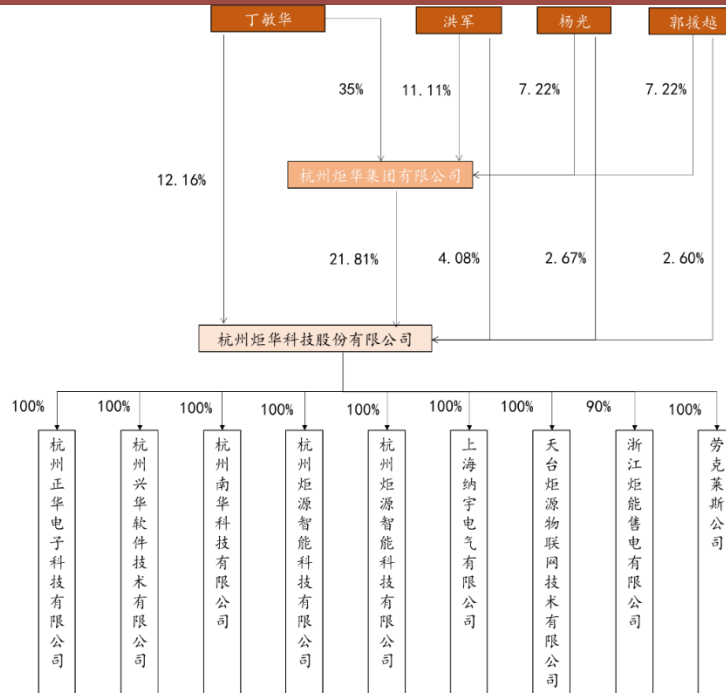 丁敏华
洪军
杨光
郭援越
35%
11.11%
7.22%
7.22%
杭州炬华集团有限公司
12.16%
21.81%
4.08%
2.67%
2.60%
杭州炬华科技股份有限公司
100%
100%
100%
100%
100%
100%
100%
90%
100%
杭州正华电子科技有限公司
杭州兴华软件技术有限公司
杭州南华科技有限公司
杭州炬源智能科技有限公司
杭州炬源智能科技有限公司
上海纳宇电气有限公司
天台炬源物联网技术有限公司
浙江炬能售电有限公司
劳克莱斯公司